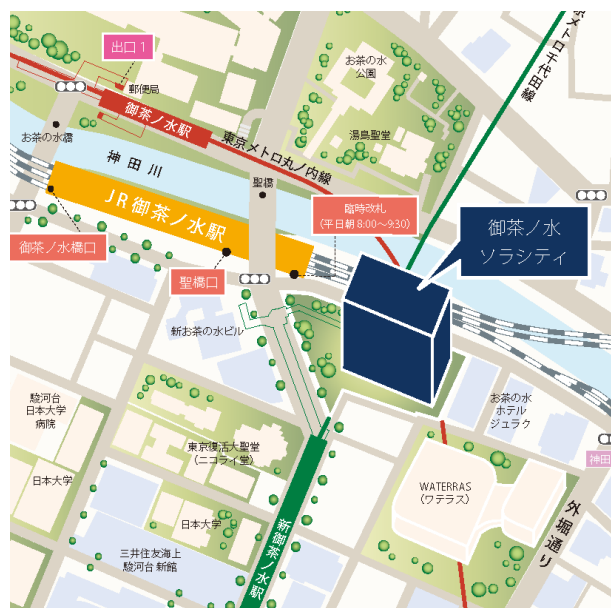 出口1
郵便局
御茶ノ水駅
お茶の水橋
お茶の水
公園
湯島聖堂
東京メトロ千代田線
東京メトロ丸ノ内線
神田川
聖橋
JR御茶ノ水駅
臨時改札
(平日朝 8:00～9:30)
御茶ノ水
ソラシティ
御茶ノ水橋口
聖橋口
新お茶の水ビル
駿河台
日本大学
病院
お茶の水
ホテル
ジュラク
東京復活大聖堂
(ニコライ堂)
神田
日本大学
WATERRAS
(ワテラス)
外堀通り
日本大学
三井住友海上
駿河台 新館
新御茶ノ水駅